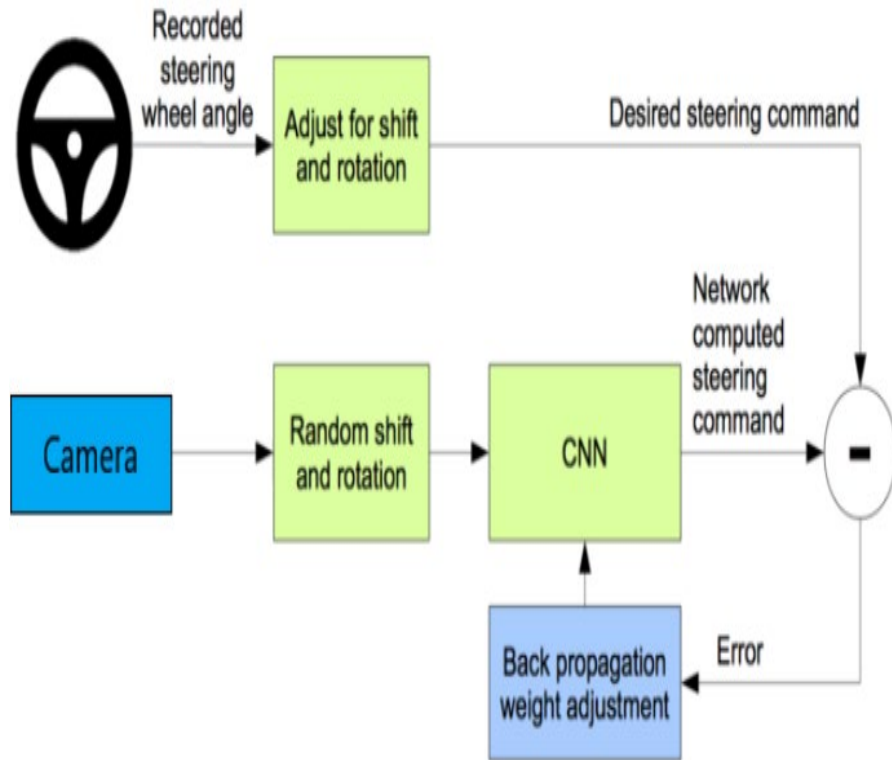 Recorded
steering
wheel angle
Adjust for shift
and rotation
Desired steering command
Network
computed
steering
command
Camera
Random shift
and rotation
CNN
-
Back propagation
weight adjustment
Error